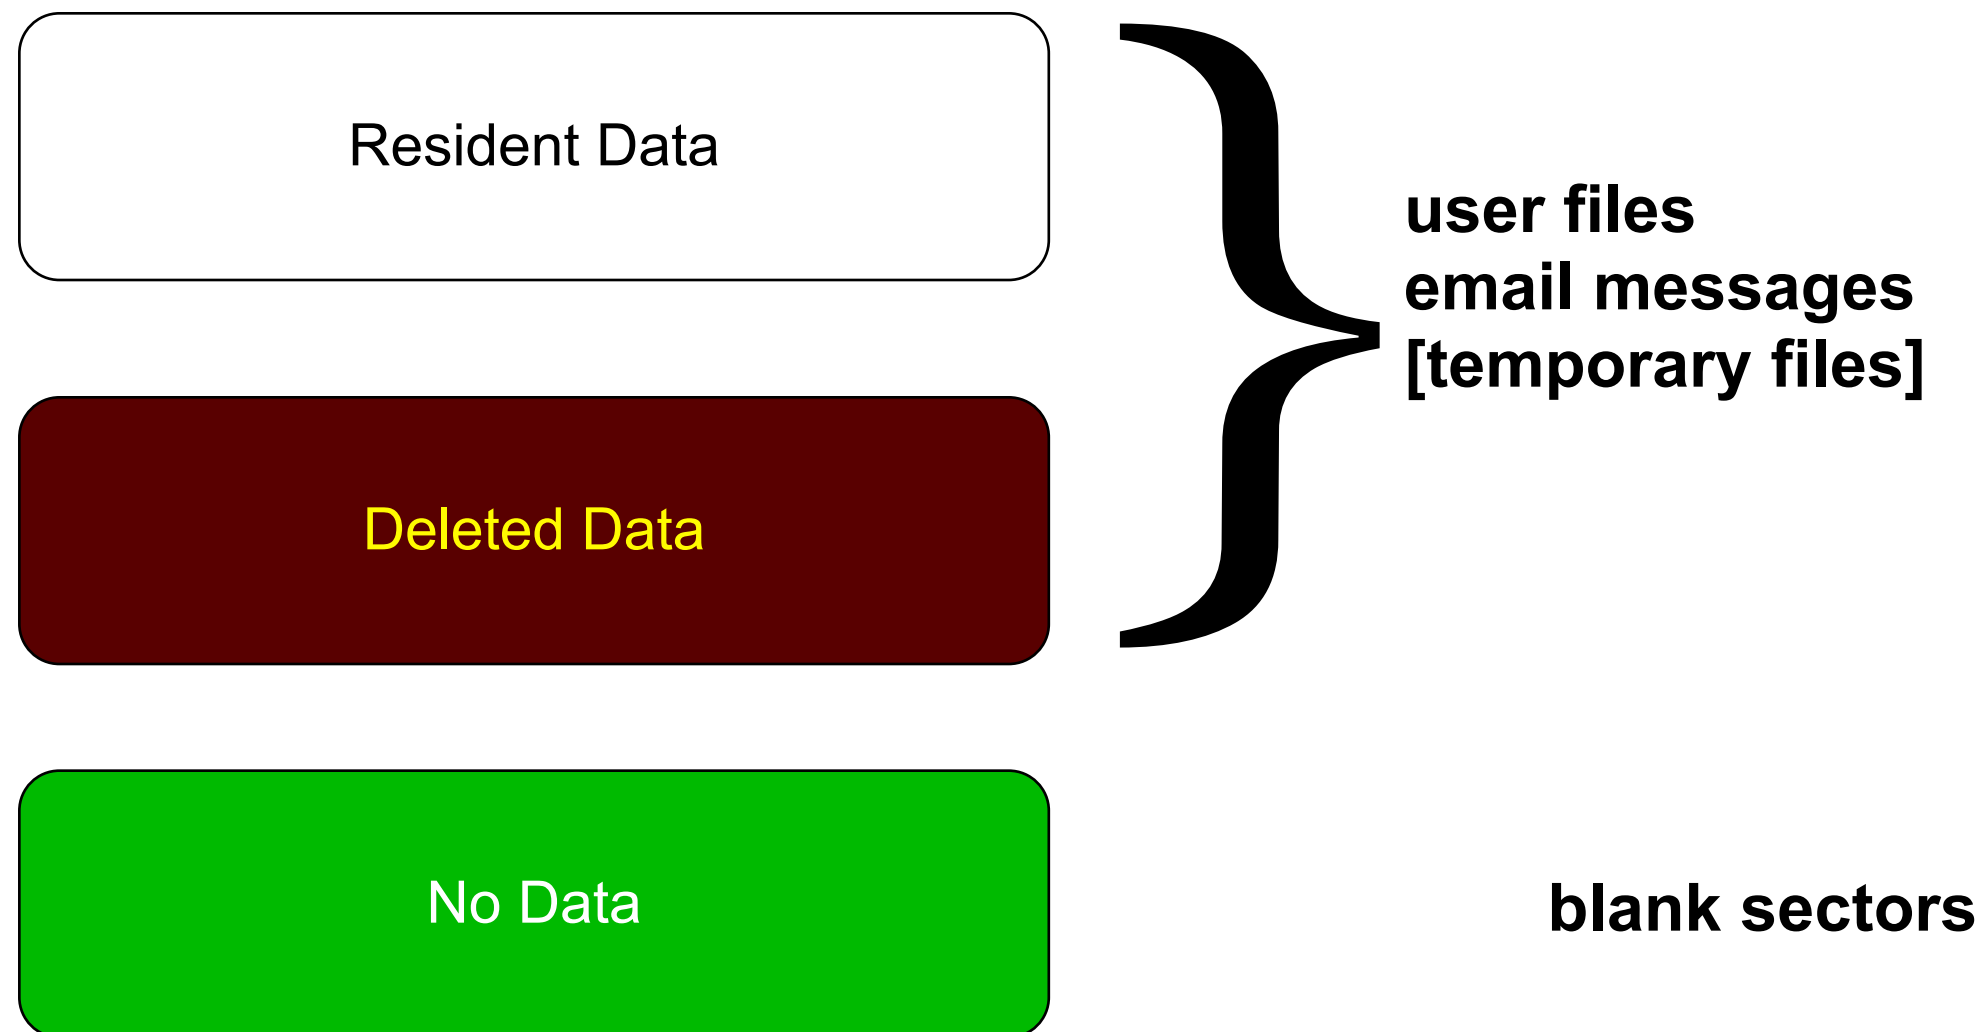 Resident Data
user files
email messages
[temporary files]
Deleted Data
No Data
blank sectors